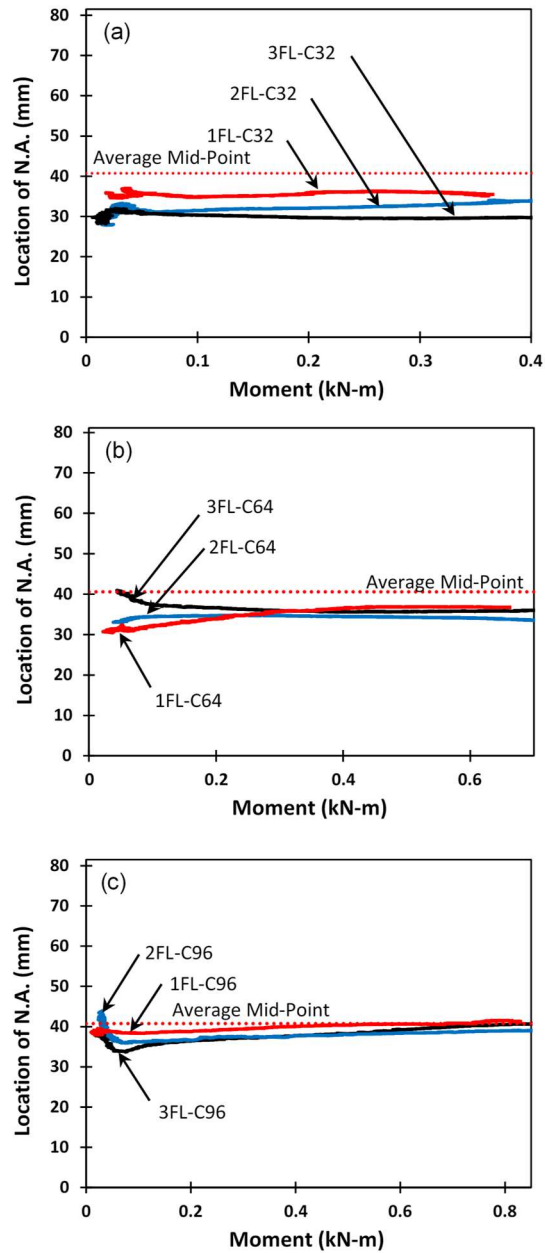 (a)
80
70
60
50
40
30
20
10
0
Location of N.A. (mm)
3FL-C32
2FL-C32
1FL-C32
Average Mid-Point
0 0.1 0.2 0.3 0.4
Moment (kN-m)
(b)
80
70
60
50
40
30
20
10
0
Location of N.A. (mm)
3FL-C64
2FL-C64
Average Mid-Point
1FL-C64
0 0.2 0.4 0.6
Moment (kN-m)
(c)
80
70
60
50
40
30
20
10
0
Location of N.A. (mm)
2FL-C96
1FL-C96
Average Mid-Point
3FL-C96
0 0.2 0.4 0.6 0.8
Moment (kN-m)